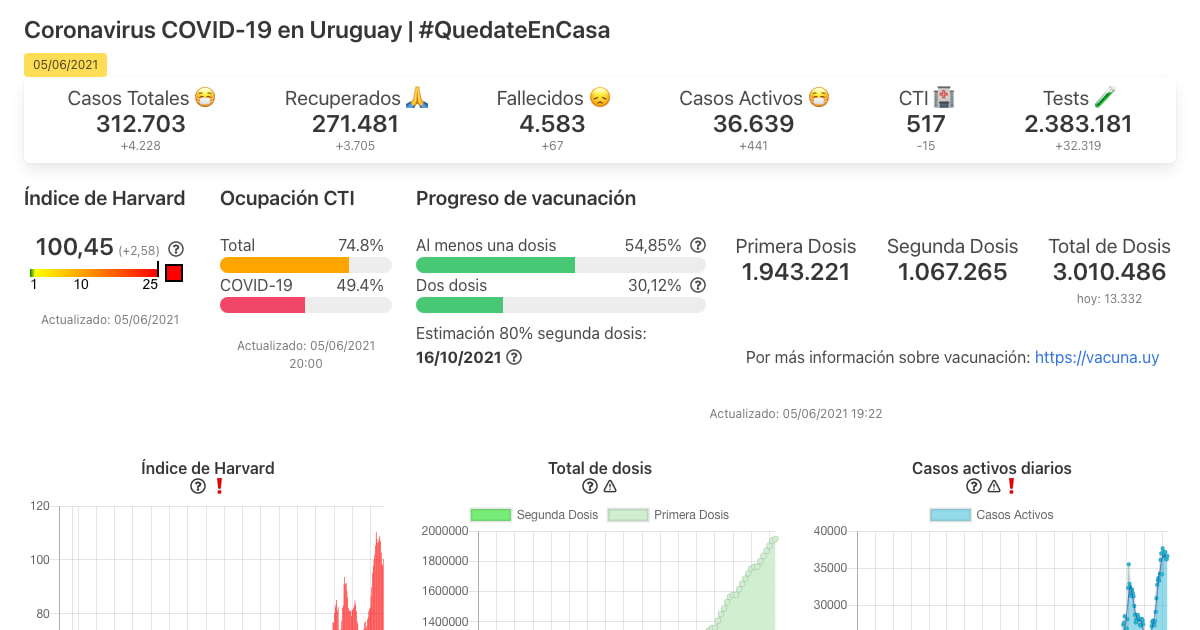 Coronavirus COVID-19 en Uruguay | #QuedateEnCasa
05/06/2021
Casos Totales 😷 Recuperados 🙏 Fallecidos 😞 Casos Activos 😷 CTI 🏥 Tests 🧪
312.703 271.481 4.583 36.639 517 2.383.181
+4.228 +3.705 +67 +441 -15 +32.319
Índice de Harvard
100,45 (+2,58)
1 10 25
Actualizado: 05/06/2021
Ocupación CTI
Total 74.8%
COVID-19 49.4%
Actualizado: 05/06/2021
20:00
Progreso de vacunación
Al menos una dosis 54,85%
Dos dosis 30,12%
Estimación 80% segunda dosis:
16/10/2021
Primera Dosis Segunda Dosis Total de Dosis
1.943.221 1.067.265 3.010.486
hoy: 13.332
Por más información sobre vacunación: https://vacuna.uy
Actualizado: 05/06/2021 19:22
Índice de Harvard
120
100
80
Total de dosis
Segunda Dosis Primera Dosis
2000000
1800000
1600000
1400000
Casos activos diarios
Casos Activos
40000
35000
30000